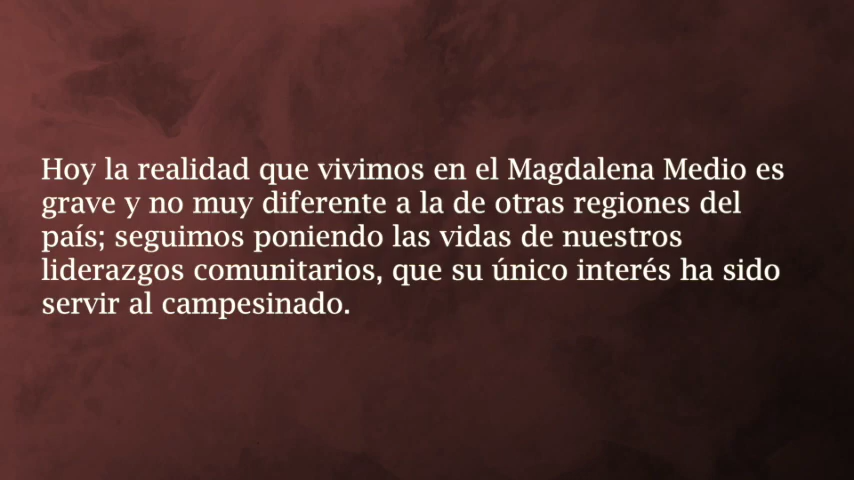 Hoy la realidad que vivimos en el Magdalena Medio es
grave y no muy diferente a la de otras regiones del
país; seguimos poniendo las vidas de nuestros
liderazgos comunitarios, que su único interés ha sido
servir al campesinado.